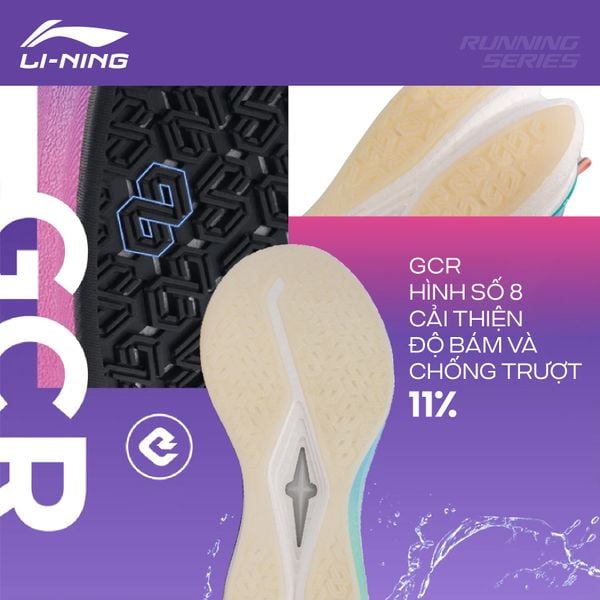 LI-NING
RUNNING
SERIES
GCR
GCR
HÌNH SỐ 8
CẢI THIỆN
ĐỘ BÁM VÀ
CHỐNG TRƯỢT
11%